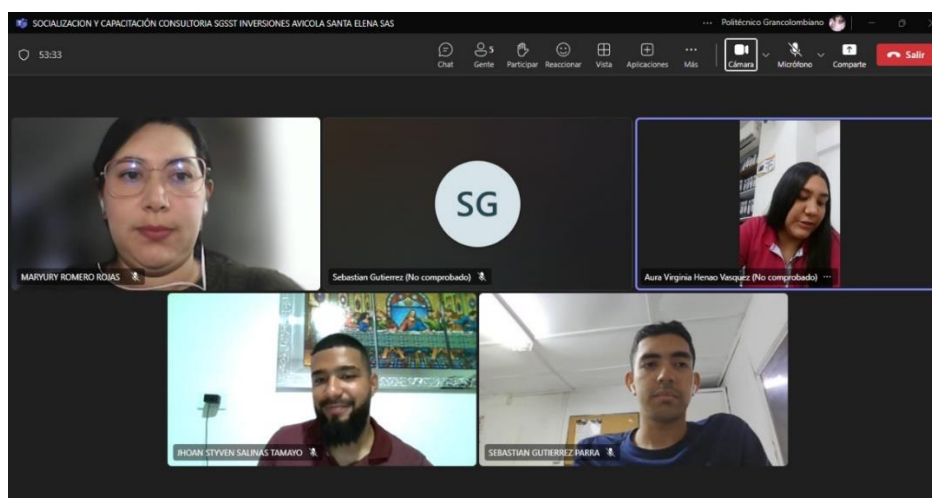 SOCIALIZACION Y CAPACITACIÓN CONSULTORIA SGSST INVERSIONES AVICOLA SANTA ELENA SAS
Politécnico Grancolombiano
53:33
5
Chat
Gente
Participar
Reaccionar
Vista
Aplicaciones
Más
Cámara
Micrófono
Comparte
Salir
SG
MARYURY ROMERO ROJAS
Sebastian Gutierrez (No comprobado)
Aura Virginia Henao Vasquez (No comprobado)
JHOAN STYVEN SALINAS TAMAYO
SEBASTIAN GUTIERREZ PARRA